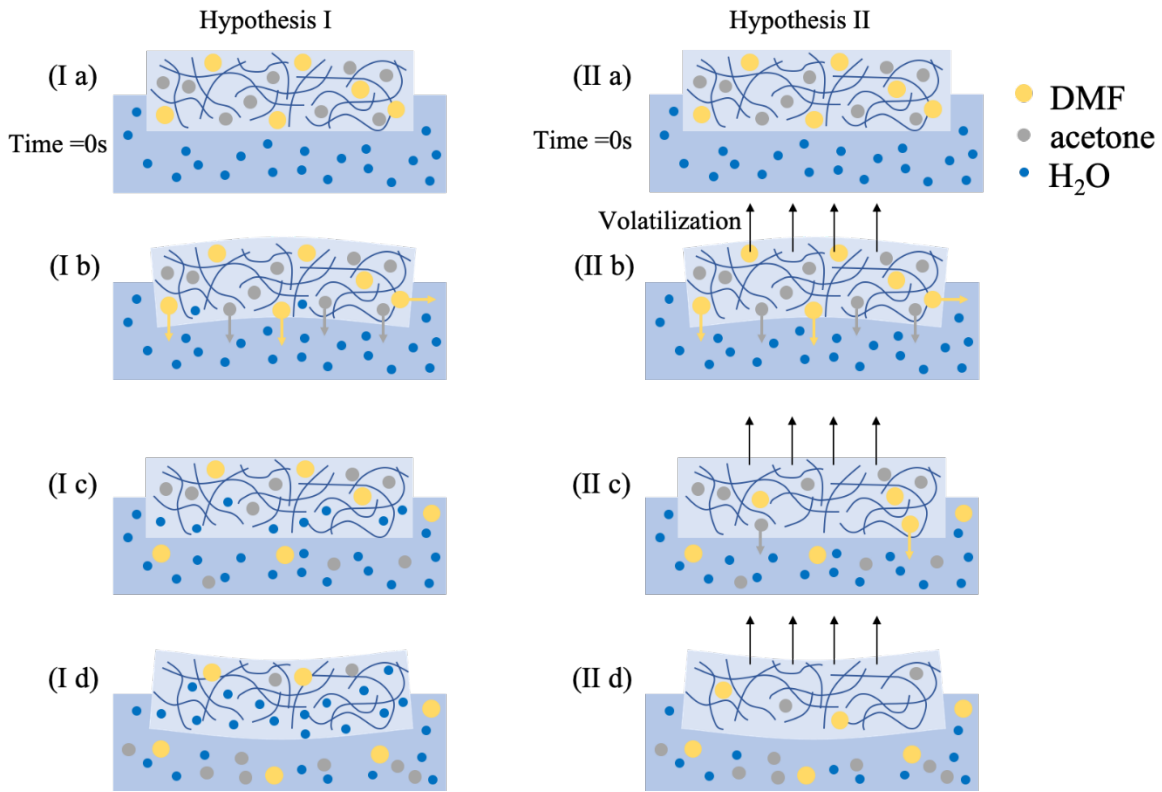 Hypothesis I
Hypothesis II
(I a)
(II a)
Time =0s
Time =0s
DMF
acetone
H₂O
Volatilization
(I b)
(II b)
(I c)
(II c)
(I d)
(II d)